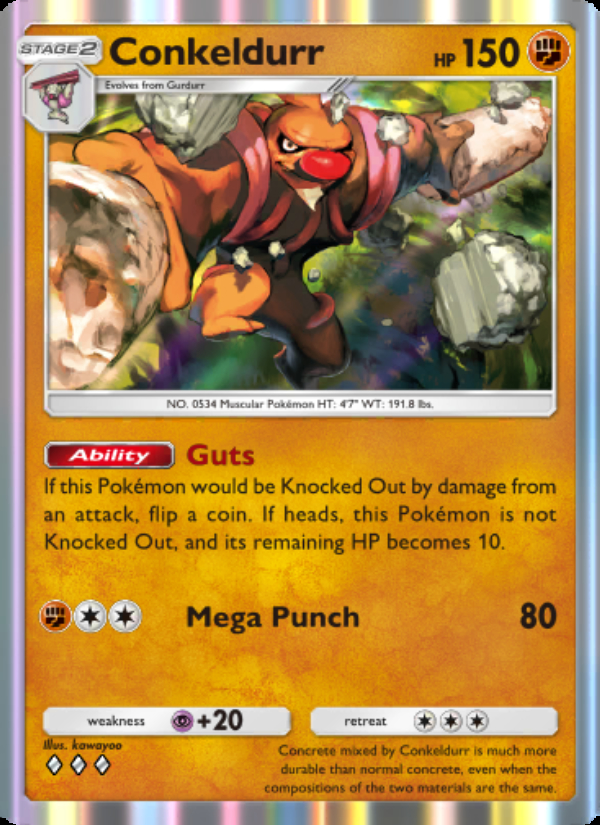 STAGE 2 Conkeldurr HP 150
Evolves from Gurdurr
NO. 0534 Muscular Pokémon HT: 4'7" WT: 191.8 lbs.
Ability Guts
If this Pokémon would be Knocked Out by damage from
an attack, flip a coin. If heads, this Pokémon is not
Knocked Out, and its remaining HP becomes 10.
Mega Punch 80
weakness +20 retreat
Illus. kawayoo
Concrete mixed by Conkeldurr is much more
durable than normal concrete, even when the
compositions of the two materials are the same.